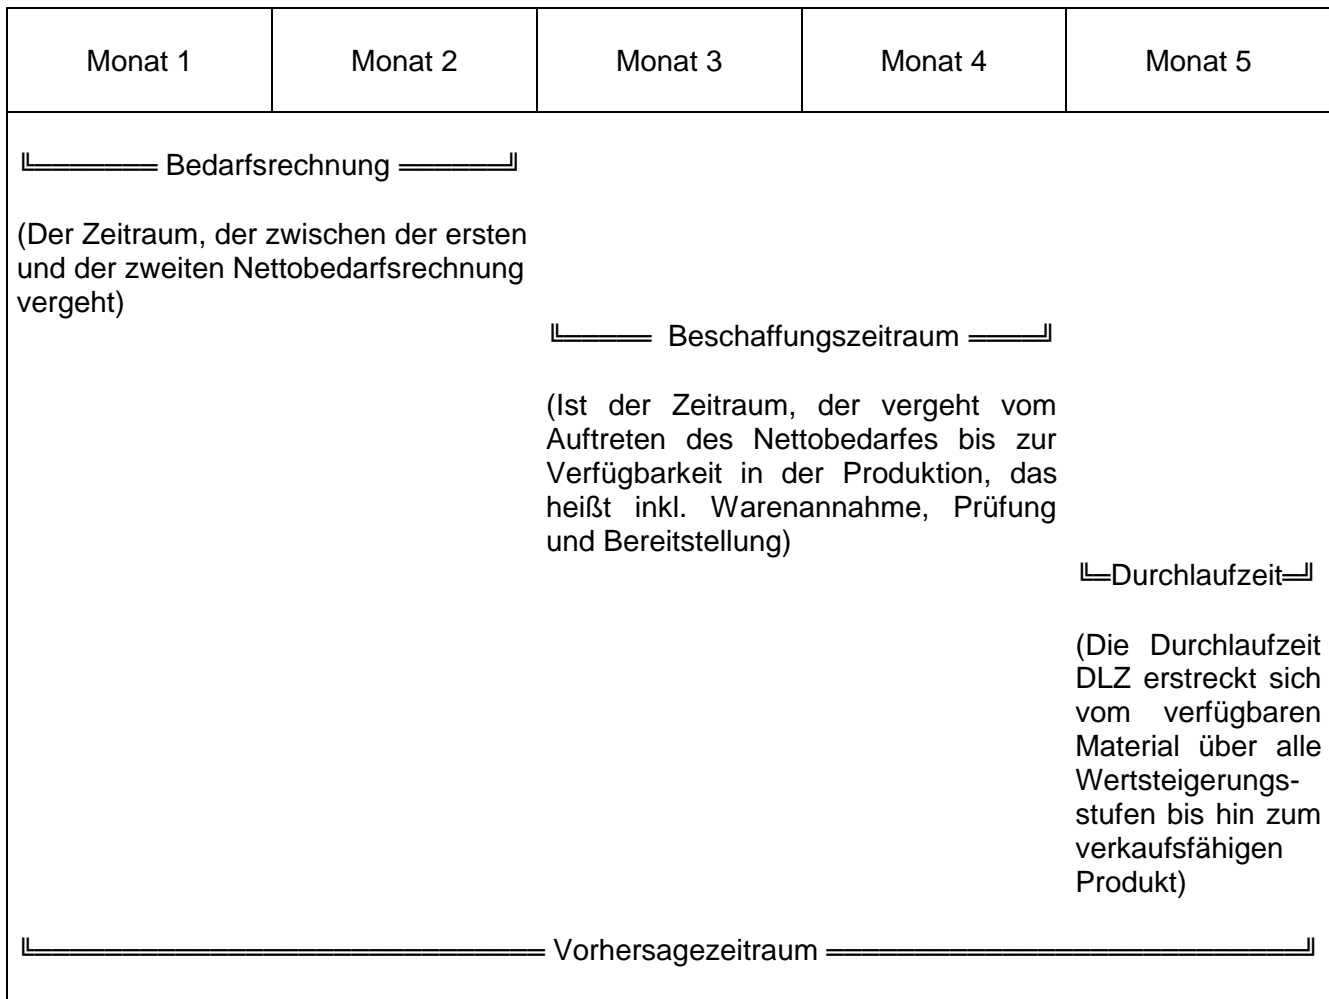 Monat 1 Monat 2 Monat 3 Monat 4 Monat 5
╚═══════ Bedarfsrechnung ══════╝
(Der Zeitraum, der zwischen der ersten
und der zweiten Nettobedarfsrechnung
vergeht)
╚═════ Beschaffungszeitraum ════╝
(Ist der Zeitraum, der vergeht vom
Auftreten des Nettobedarfes bis zur
Verfügbarkeit in der Produktion, das
heißt inkl. Warenannahme, Prüfung
und Bereitstellung)
╚═Durchlaufzeit═╝
(Die Durchlaufzeit
DLZ erstreckt sich
vom verfügbaren
Material über alle
Wertsteigerungs-
stufen bis hin zum
verkaufsfähigen
Produkt)
╚═════════════════════════════ Vorhersagezeitraum ═══════════════════════════╝